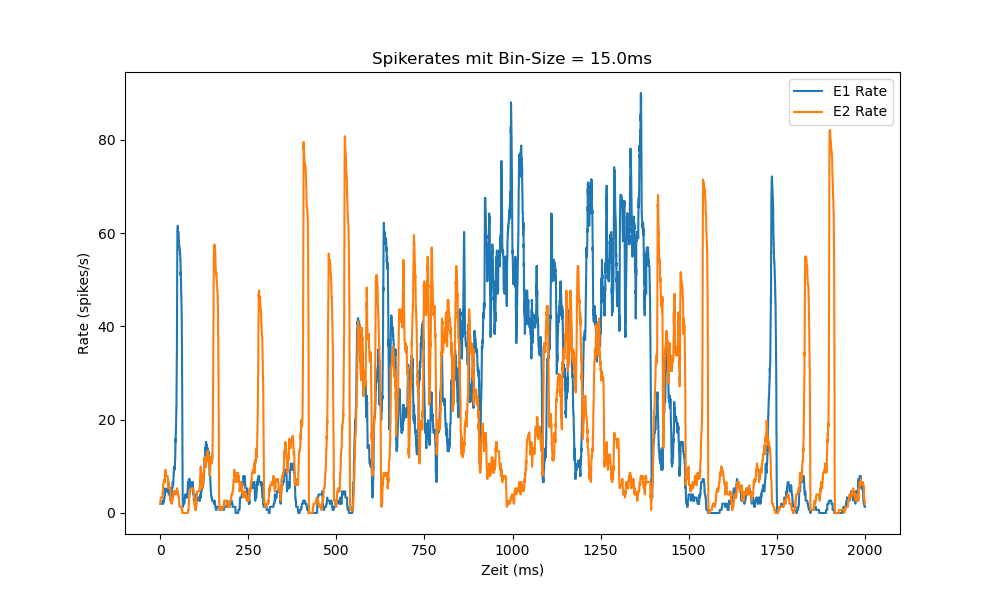 Spikerates mit Bin-Size = 15.0ms
E1 Rate
E2 Rate
Rate (spikes/s)
80
60
40
20
0
0 250 500 750 1000 1250 1500 1750 2000
Zeit (ms)